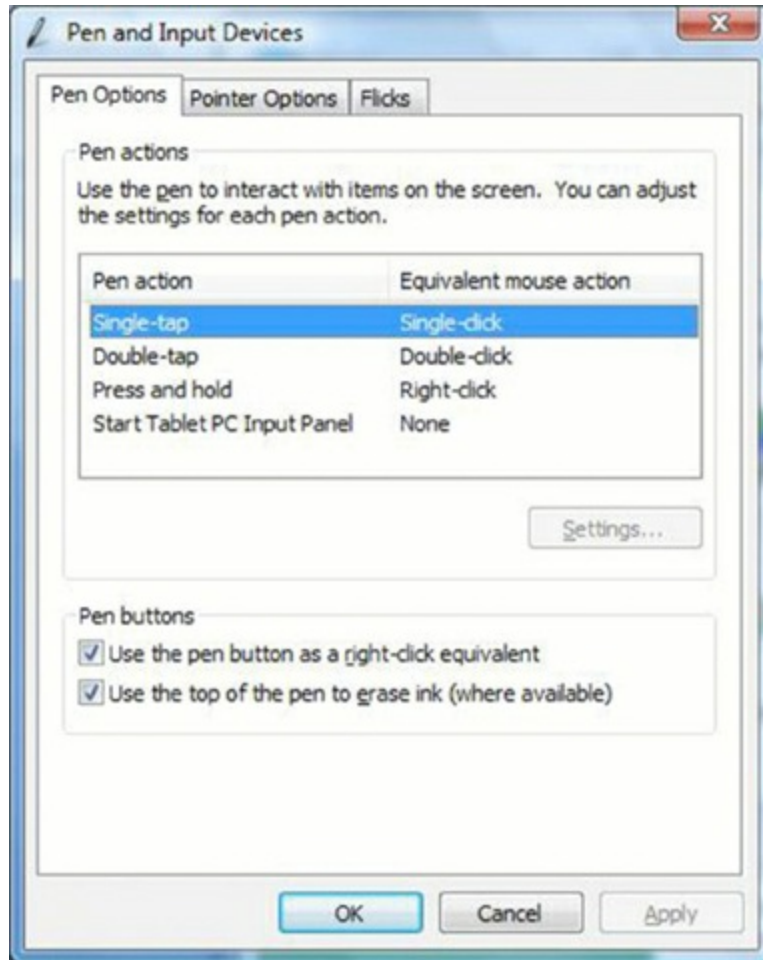 Pen and Input Devices
Pen Options Pointer Options Flicks
Pen actions
Use the pen to interact with items on the screen. You can adjust
the settings for each pen action.
Pen action Equivalent mouse action
Single-tap Single-click
Double-tap Double-click
Press and hold Right-click
Start Tablet PC Input Panel None
Settings...
Pen buttons
Use the pen button as a right-click equivalent
Use the top of the pen to erase ink (where available)
OK Cancel Apply